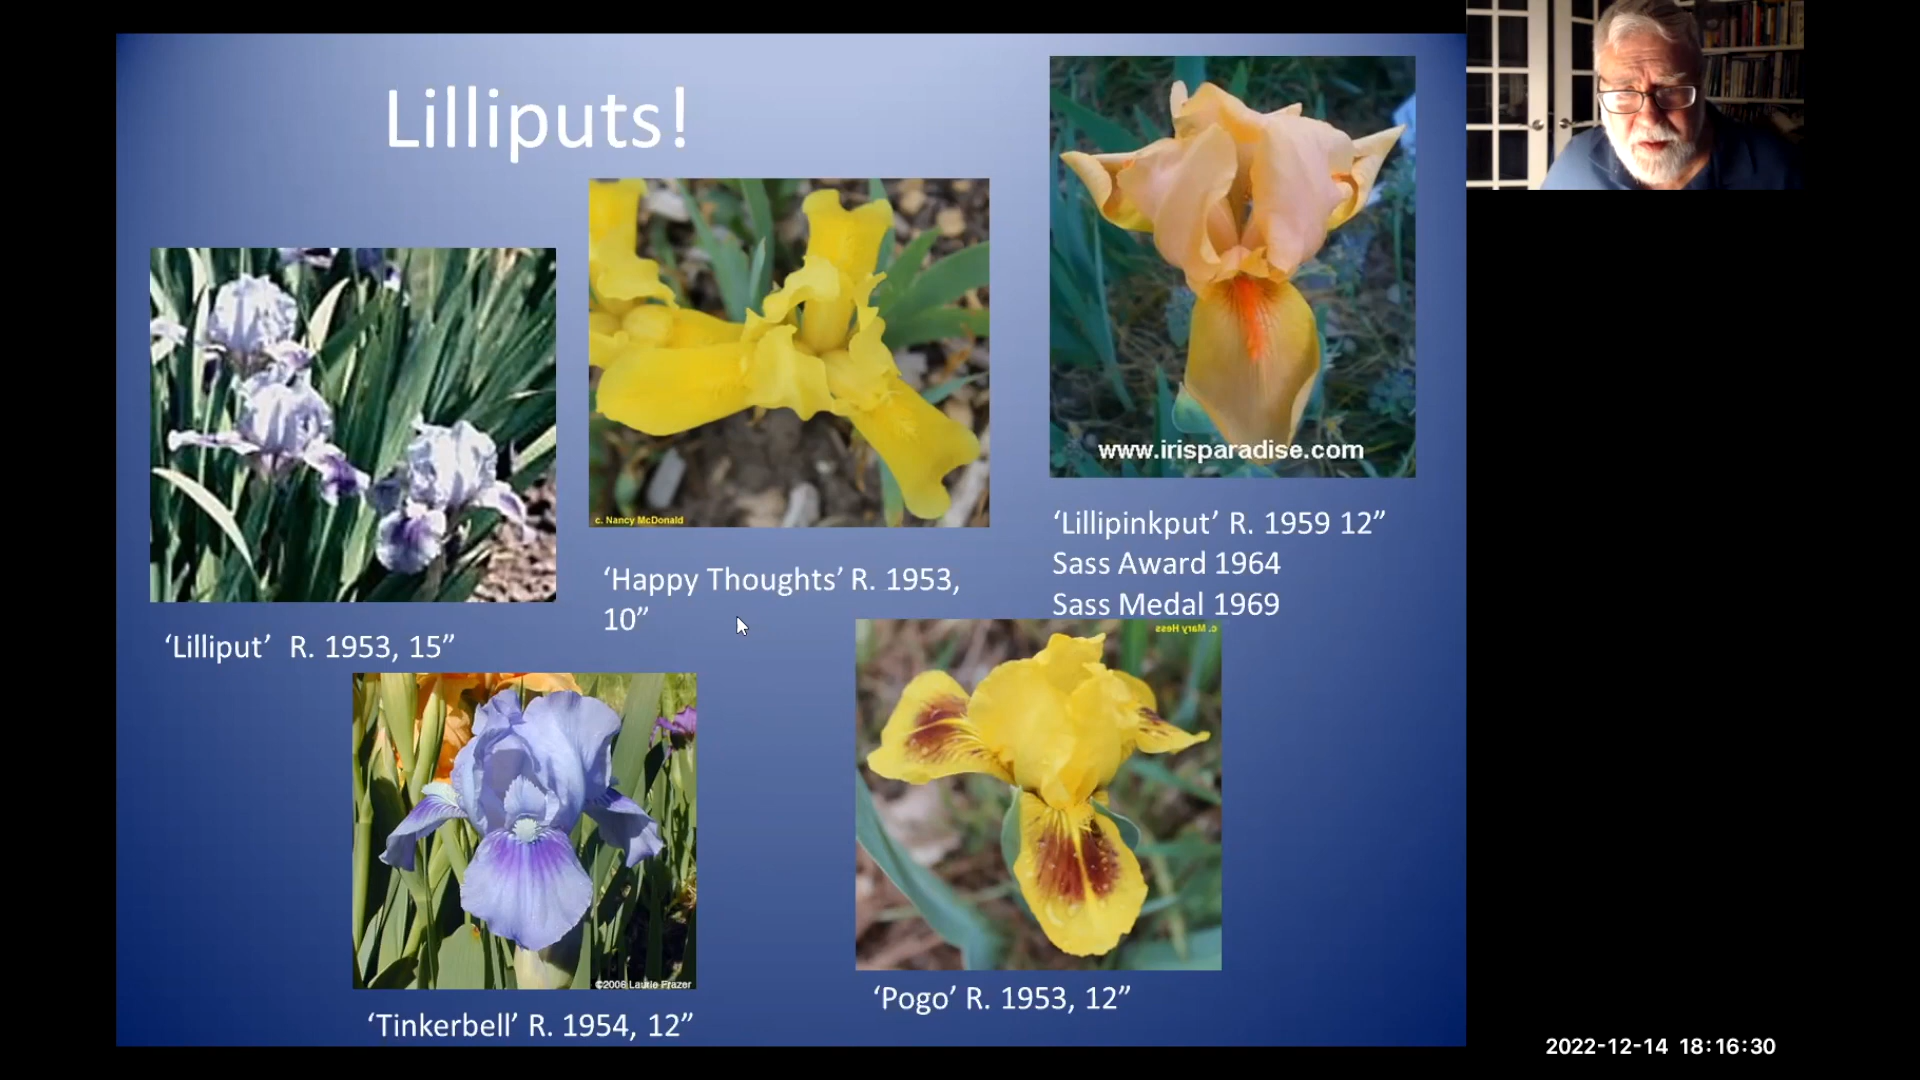 Lilliputs!
www.irisparadise.com
c. Nancy McDonald
‘Lillipinkput’ R. 1959 12”
Sass Award 1964
Sass Medal 1969
‘Happy Thoughts’ R. 1953,
10”
‘Lilliput’ R. 1953, 15”
c. Mary Hess
©2006 Laurie Frazer
‘Pogo’ R. 1953, 12”
‘Tinkerbell’ R. 1954, 12”
2022-12-14 18:16:30